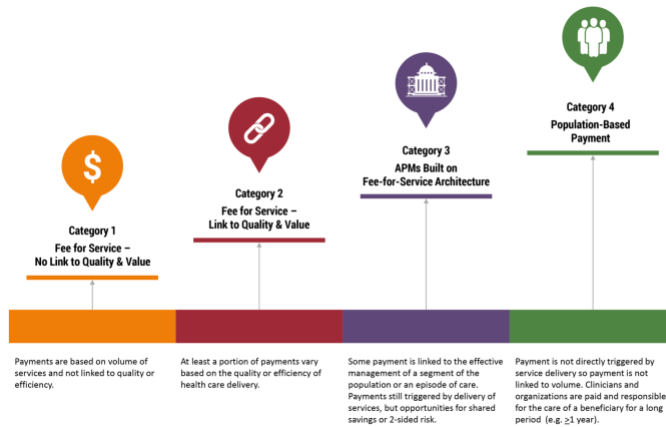 $
Category 1
Fee for Service –
No Link to Quality & Value
Category 2
Fee for Service –
Link to Quality & Value
Category 3
APMs Built on
Fee-for-Service Architecture
Category 4
Population-Based
Payment
Payments are based on volume of
services and not linked to quality or
efficiency.
At least a portion of payments vary
based on the quality or efficiency of
health care delivery.
Some payment is linked to the effective
management of a segment of the
population or an episode of care.
Payments still triggered by delivery of
services, but opportunities for shared
savings or 2-sided risk.
Payment is not directly triggered by
service delivery so payment is not
linked to volume. Clinicians and
organizations are paid and responsible
for the care of a beneficiary for a long
period (e.g. ≥1 year).